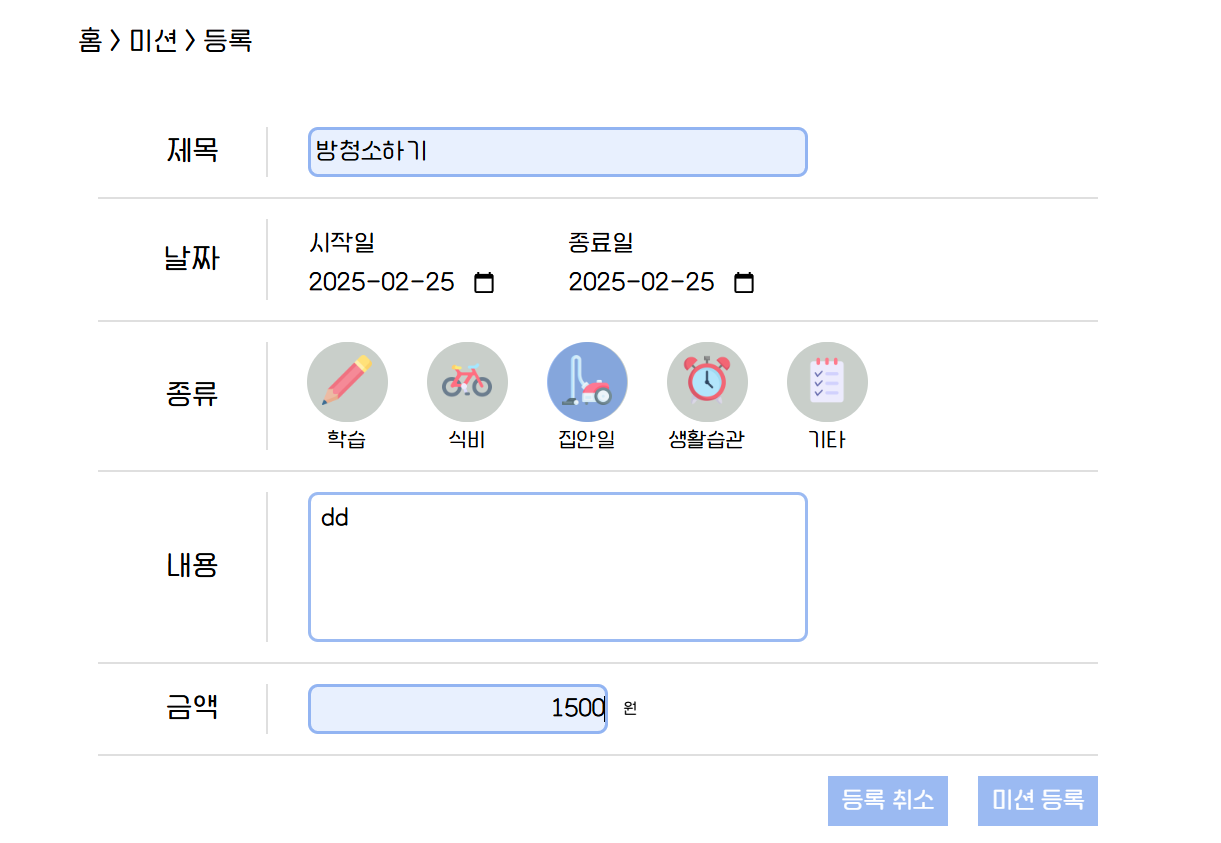 홈 > 미션 > 등록
제목
방청소하기
날짜
시작일 종료일
2025-02-25 2025-02-25
종류
학습 식비 집안일 생활습관 기타
내용
dd
금액
1500 원
등록 취소 미션 등록